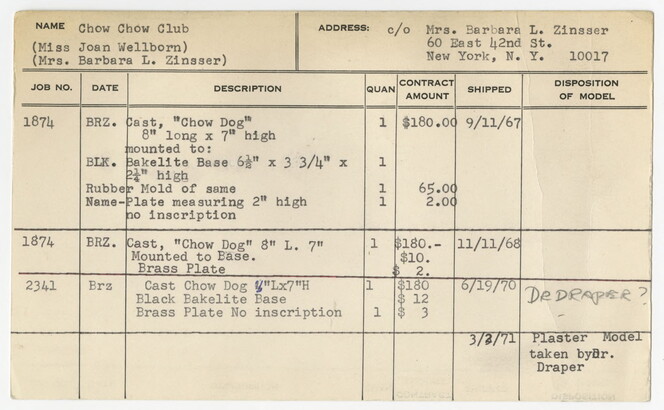 NAME Chow Chow Club ADDRESS: c/o Mrs. Barbara L. Zinsser
(Miss Joan Wellborn) 60 East 42nd St.
(Mrs. Barbara L. Zinsser) New York, N. Y. 10017
JOB NO. DATE DESCRIPTION QUAN CONTRACT AMOUNT SHIPPED DISPOSITION OF MODEL
1874 BRZ. Cast, "Chow Dog" 1 $180.00 9/11/67
8" long x 7" high
mounted to:
BLK. Bakelite Base 6½" x 3 3/4" x 1
2¼" high
Rubber Mold of same 1 65.00
Name-Plate measuring 2" high 1 2.00
no inscription
1874 BRZ. Cast, "Chow Dog" 8" L. 7" 1 $180.- 11/11/68
Mounted to Base. $10.
Brass Plate $ 2.
2341 Brz Cast Chow Dog "Lx7"H 1 $180 6/19/70 DR DRAPER?
Black Bakelite Base $ 12
Brass Plate No inscription 1 $ 3
3/2/71 Plaster Model
taken byDr.
Draper